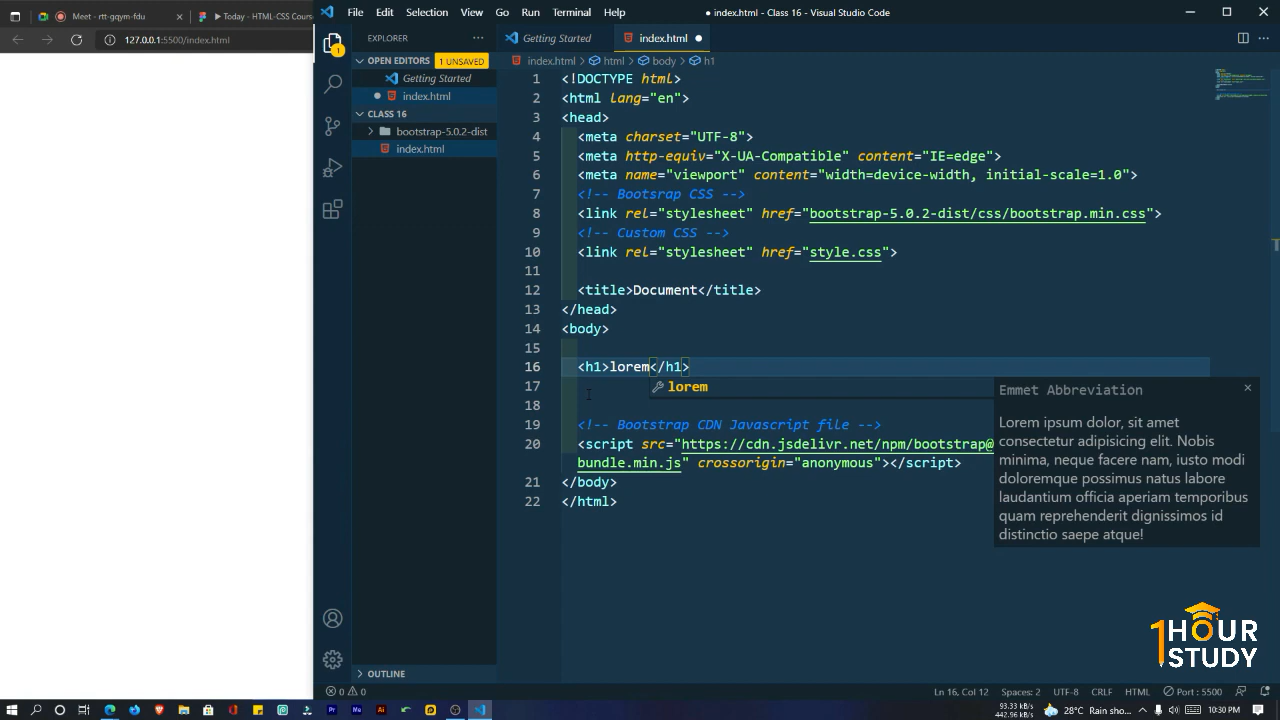 Meet - rtt-gqym-fdu
Today - HTML-CSS Cours
127.0.0.1:5500/index.html
File Edit Selection View Go Run Terminal Help
index.html - Class 16 - Visual Studio Code
EXPLORER
OPEN EDITORS 1 UNSAVED
Getting Started
index.html
CLASS 16
bootstrap-5.0.2-dist
index.html
OUTLINE
Getting Started
index.html
index.html > html > body > h1
1 <!DOCTYPE html>
2 <html lang="en">
3 <head>
4 <meta charset="UTF-8">
5 <meta http-equiv="X-UA-Compatible" content="IE=edge">
6 <meta name="viewport" content="width=device-width, initial-scale=1.0">
7 <!-- Bootsrap CSS -->
8 <link rel="stylesheet" href="bootstrap-5.0.2-dist/css/bootstrap.min.css">
9 <!-- Custom CSS -->
10 <link rel="stylesheet" href="style.css">
11
12 <title>Document</title>
13 </head>
14 <body>
15
16 <h1>lorem</h1>
lorem
17
18
19 <!-- Bootstrap CDN Javascript file -->
20 <script src="https://cdn.jsdelivr.net/npm/bootstrap@
bundle.min.js" crossorigin="anonymous"></script>
21 </body>
22 </html>
Emmet Abbreviation
Lorem ipsum dolor, sit amet
consectetur adipisicing elit. Nobis
minima, neque facere nam, iusto modi
doloremque possimus natus labore
laudantium officia aperiam temporibus
quam reprehenderit dignissimos id
distinctio saepe atque!
1HOUR
STUDY
0 0
Ln 16, Col 12 Spaces: 2 UTF-8 CRLF HTML Port : 5500
93.33 kB/s
442.96 kB/s
28°C Rain showers
10:30 PM